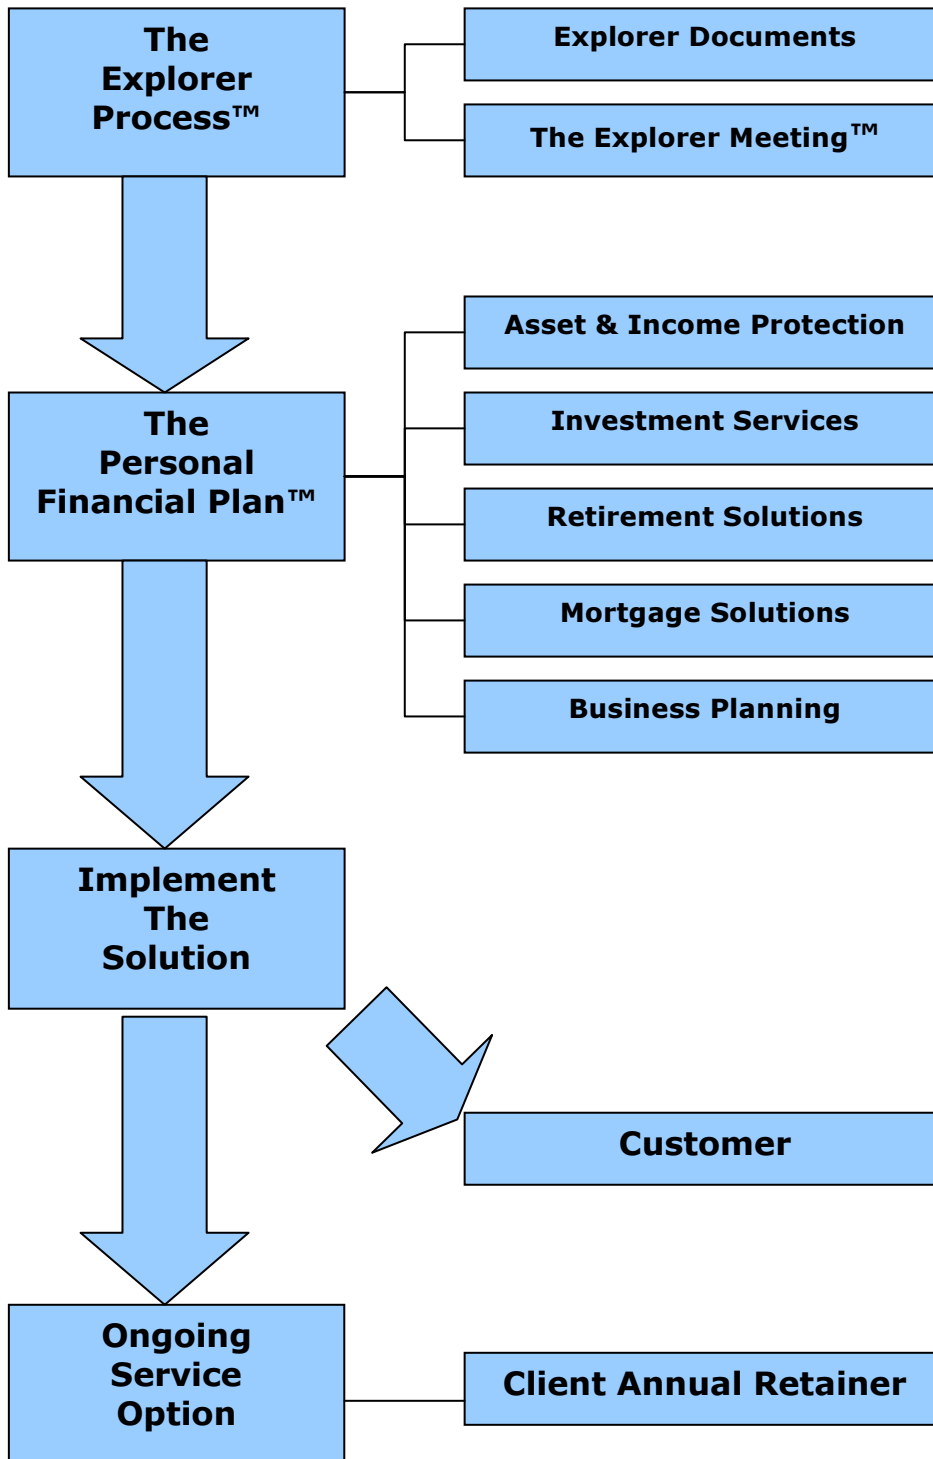 The
Explorer
Process™
Explorer Documents
The Explorer Meeting™
Asset & Income Protection
The
Personal
Financial Plan™
Investment Services
Retirement Solutions
Mortgage Solutions
Business Planning
Implement
The
Solution
Customer
Ongoing
Service
Option
Client Annual Retainer